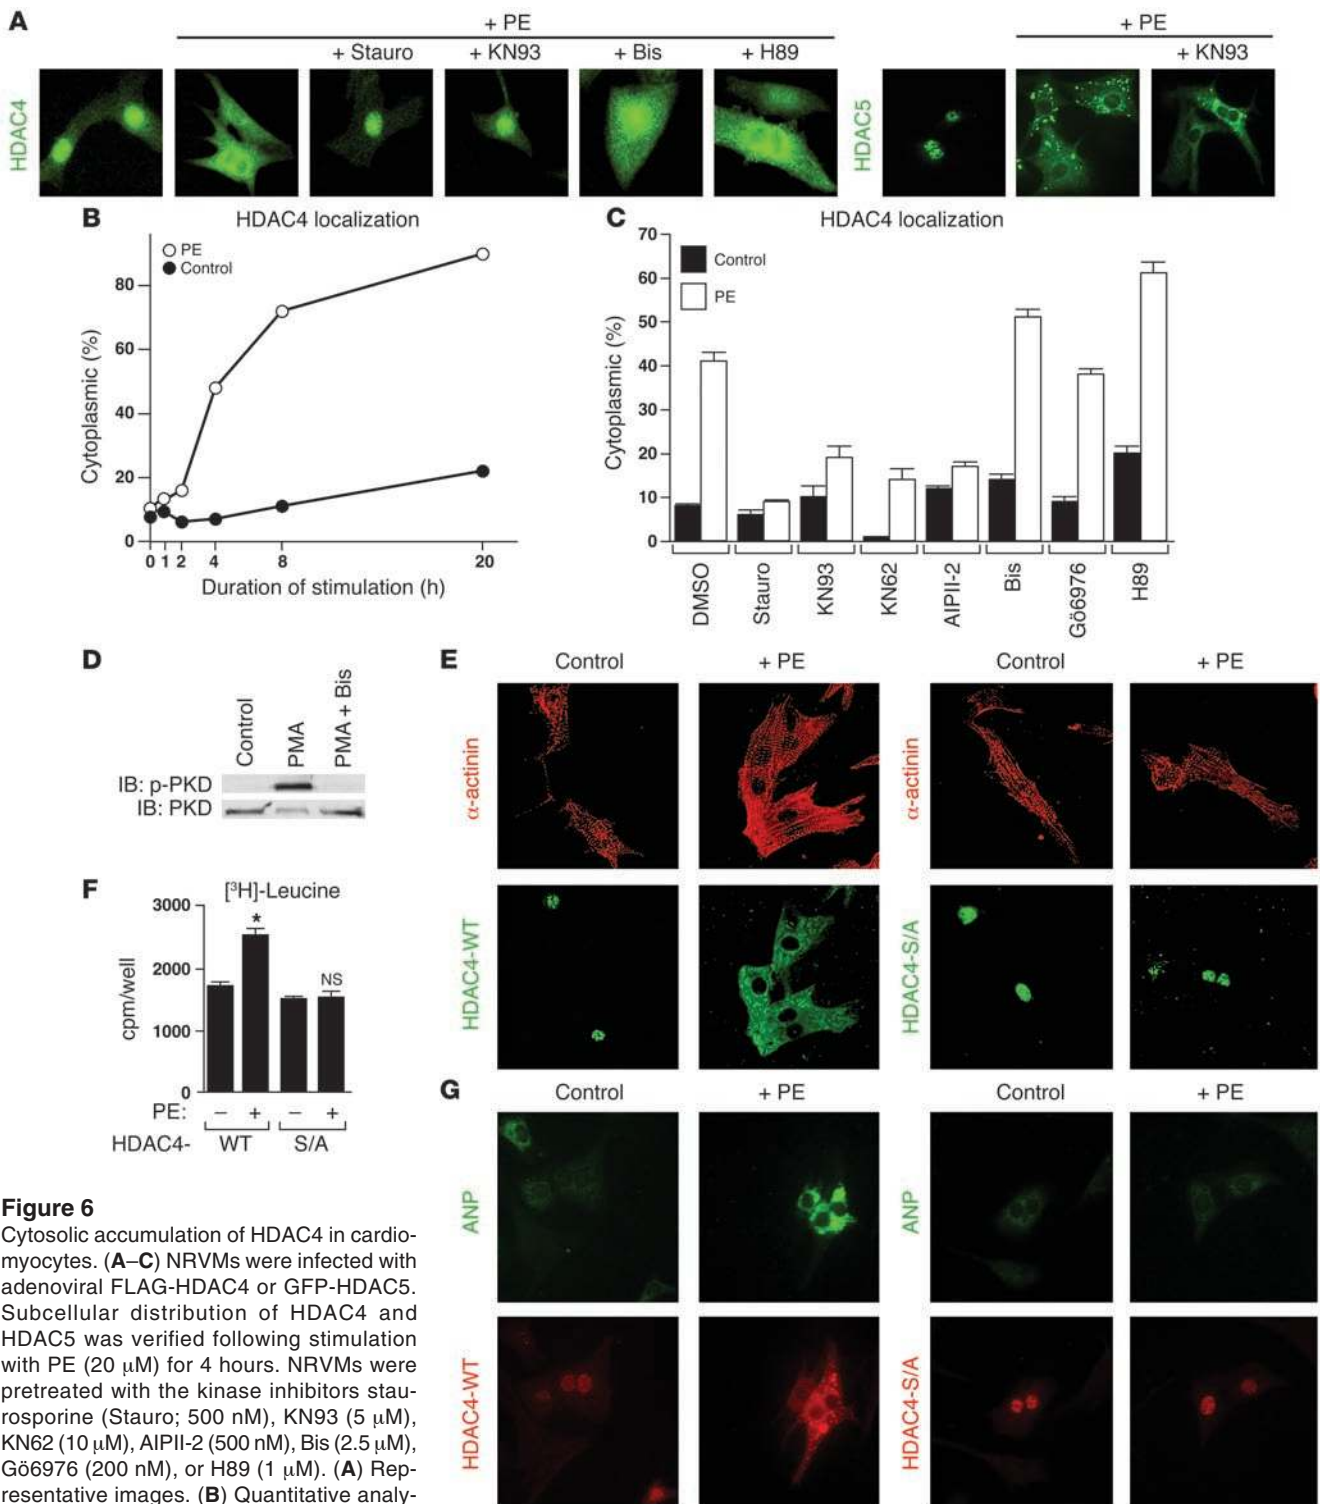 A
+ PE
+ Stauro + KN93 + Bis + H89
HDAC4
+ PE
+ KN93
HDAC5
B
HDAC4 localization
PE
Control
Cytoplasmic (%)
80
60
40
20
0
0 1 2 4 8 20
Duration of stimulation (h)
C
HDAC4 localization
Control
PE
Cytoplasmic (%)
70
60
50
40
30
20
10
0
DMSO
Stauro
KN93
KN62
AIPII-2
Bis
Gö6976
H89
D
Control
PMA
PMA + Bis
IB: p-PKD
IB: PKD
E
Control + PE Control + PE
α-actinin
α-actinin
HDAC4-WT
HDAC4-S/A
F
[³H]-Leucine
cpm/well
3000
2000
1000
0
*
NS
PE: – + – +
HDAC4- WT S/A
G
Control + PE Control + PE
ANP
ANP
HDAC4-WT
HDAC4-S/A
Figure 6
Cytosolic accumulation of HDAC4 in cardio-
myocytes. (A–C) NRVMs were infected with
adenoviral FLAG-HDAC4 or GFP-HDAC5.
Subcellular distribution of HDAC4 and
HDAC5 was verified following stimulation
with PE (20 μM) for 4 hours. NRVMs were
pretreated with the kinase inhibitors stau-
rosporine (Stauro; 500 nM), KN93 (5 μM),
KN62 (10 μM), AIPII-2 (500 nM), Bis (2.5 μM),
Gö6976 (200 nM), or H89 (1 μM). (A) Rep-
resentative images. (B) Quantitative analy-